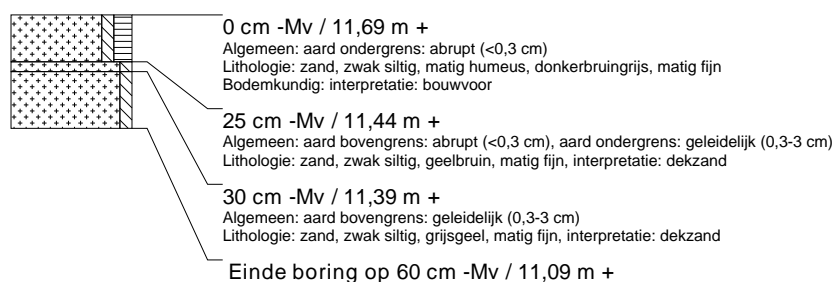 0 cm -Mv / 11,69 m +
Algemeen: aard ondergrens: abrupt (<0,3 cm)
Lithologie: zand, zwak siltig, matig humeus, donkerbruingrijs, matig fijn
Bodemkundig: interpretatie: bouwvoor
25 cm -Mv / 11,44 m +
Algemeen: aard bovengrens: abrupt (<0,3 cm), aard ondergrens: geleidelijk (0,3-3 cm)
Lithologie: zand, zwak siltig, geelbruin, matig fijn, interpretatie: dekzand
30 cm -Mv / 11,39 m +
Algemeen: aard bovengrens: geleidelijk (0,3-3 cm)
Lithologie: zand, zwak siltig, grijsgeel, matig fijn, interpretatie: dekzand
Einde boring op 60 cm -Mv / 11,09 m +